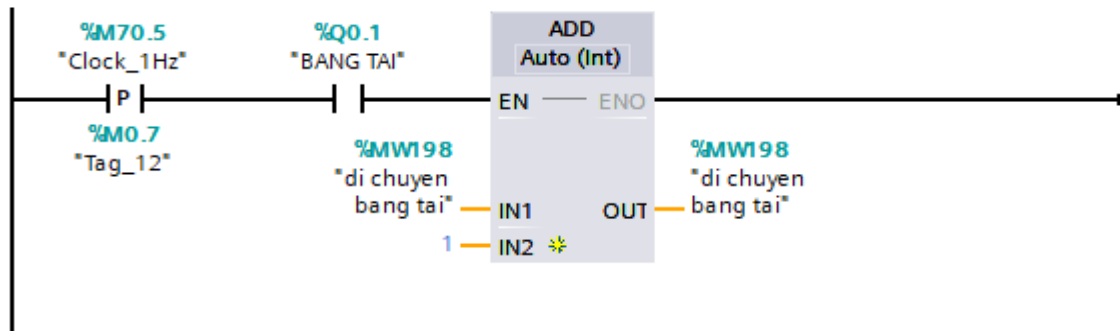 %M70.5
"Clock_1Hz"
P
%M0.7
"Tag_12"
%Q0.1
"BANG TAI"
ADD
Auto (Int)
EN
ENO
%MW198
"di chuyen
bang tai"
IN1
1
IN2
OUT
%MW198
"di chuyen
bang tai"